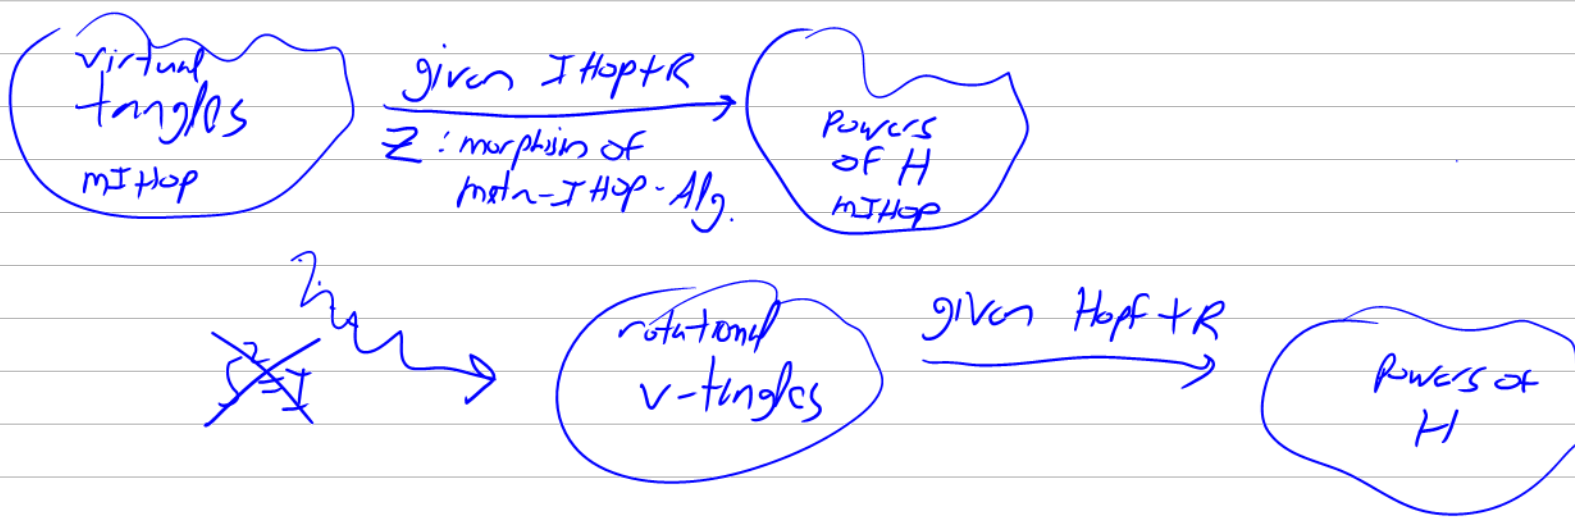 virtual
tangles
mIHop
given IHop+R
Z: morphism of
meta-IHop-Alg.
Powers
of H
mIHop
S²=I
rotational
v-tangles
given Hopf+R
Powers of
H